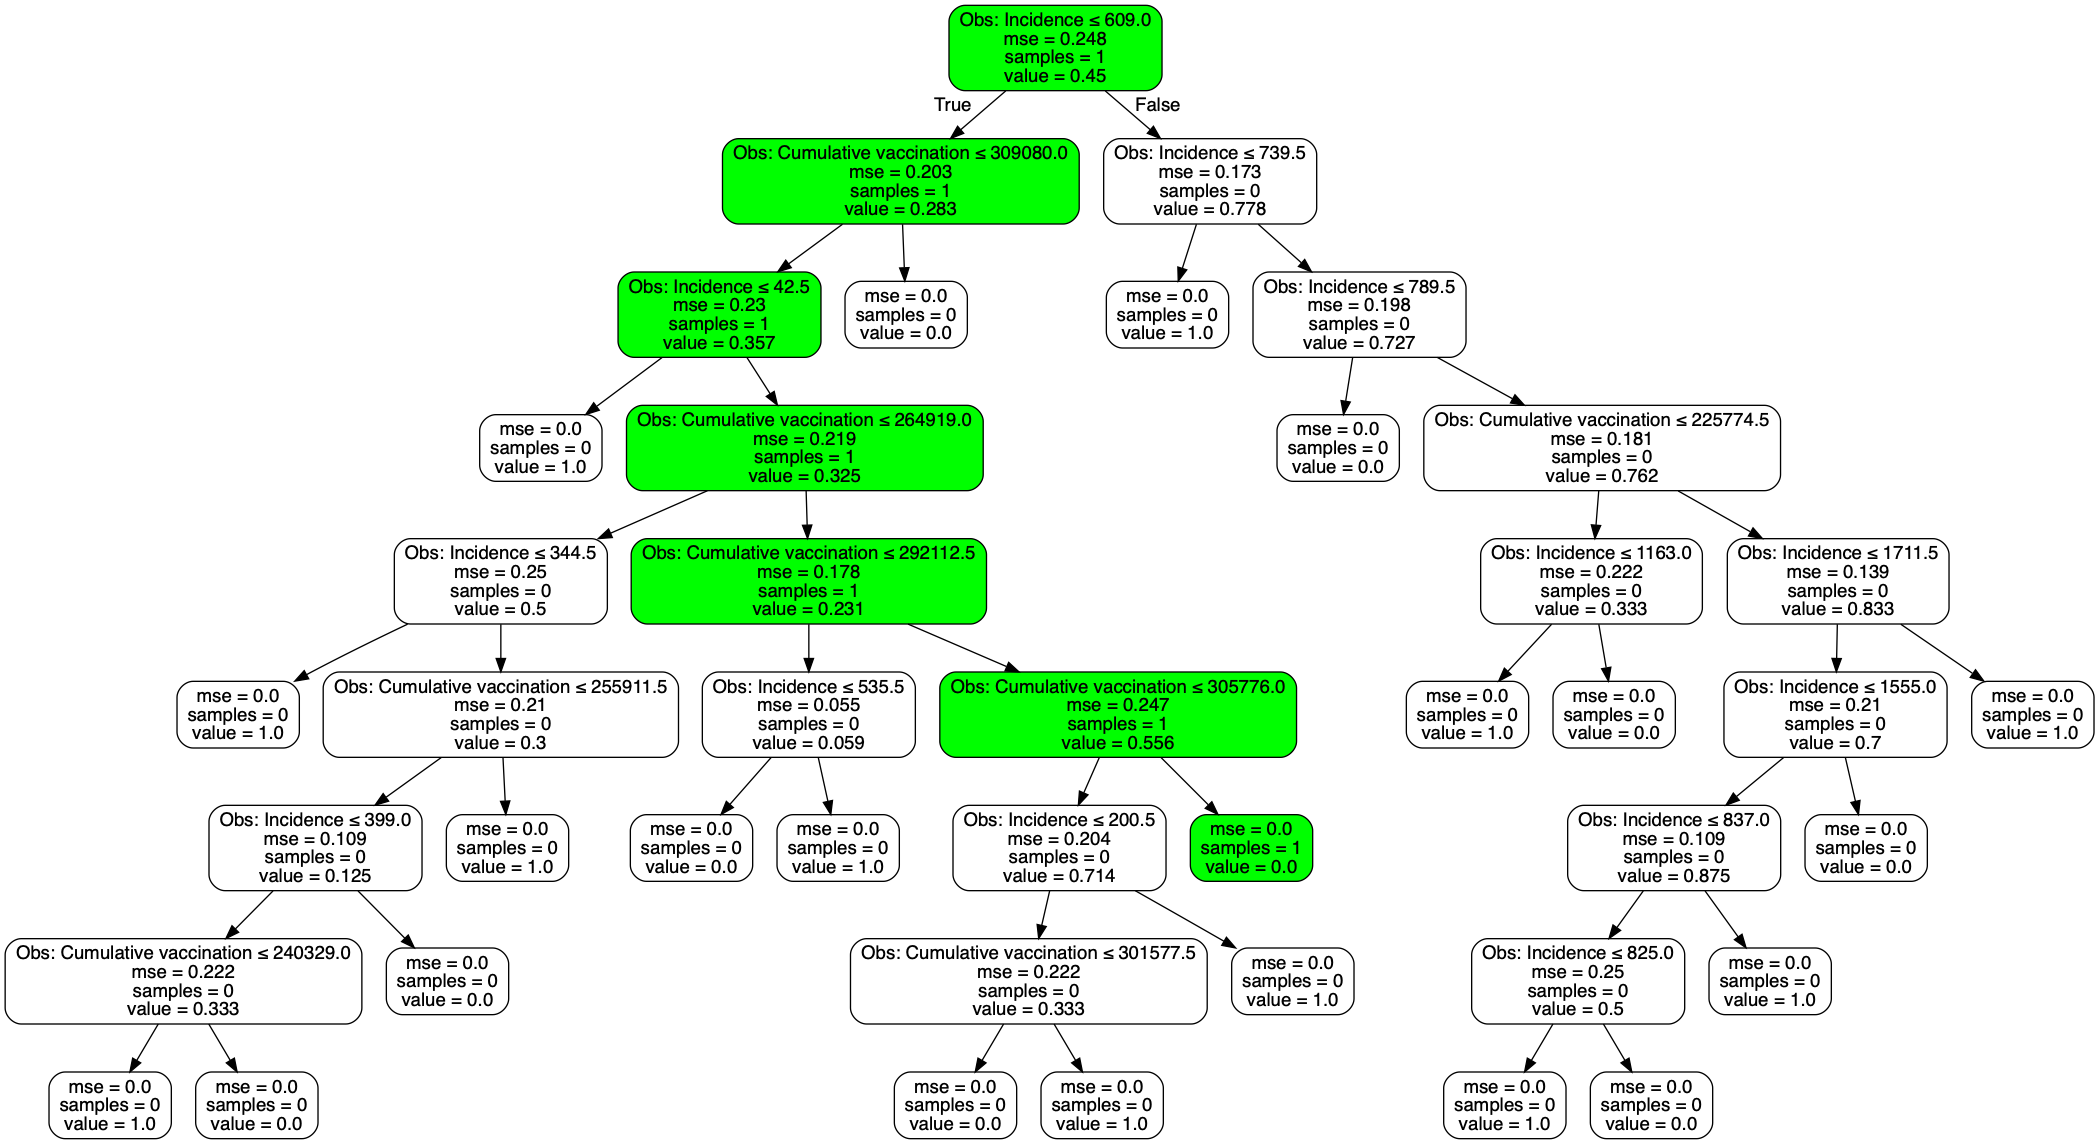 Obs: Incidence ≤ 609.0
mse = 0.248
samples = 1
value = 0.45
True
False
Obs: Cumulative vaccination ≤ 309080.0
mse = 0.203
samples = 1
value = 0.283
Obs: Incidence ≤ 739.5
mse = 0.173
samples = 0
value = 0.778
Obs: Incidence ≤ 42.5
mse = 0.23
samples = 1
value = 0.357
mse = 0.0
samples = 0
value = 0.0
mse = 0.0
samples = 0
value = 1.0
Obs: Incidence ≤ 789.5
mse = 0.198
samples = 0
value = 0.727
mse = 0.0
samples = 0
value = 1.0
Obs: Cumulative vaccination ≤ 264919.0
mse = 0.219
samples = 1
value = 0.325
mse = 0.0
samples = 0
value = 0.0
Obs: Cumulative vaccination ≤ 225774.5
mse = 0.181
samples = 0
value = 0.762
Obs: Incidence ≤ 344.5
mse = 0.25
samples = 0
value = 0.5
Obs: Cumulative vaccination ≤ 292112.5
mse = 0.178
samples = 1
value = 0.231
Obs: Incidence ≤ 1163.0
mse = 0.222
samples = 0
value = 0.333
Obs: Incidence ≤ 1711.5
mse = 0.139
samples = 0
value = 0.833
mse = 0.0
samples = 0
value = 1.0
Obs: Cumulative vaccination ≤ 255911.5
mse = 0.21
samples = 0
value = 0.3
Obs: Incidence ≤ 535.5
mse = 0.055
samples = 0
value = 0.059
Obs: Cumulative vaccination ≤ 305776.0
mse = 0.247
samples = 1
value = 0.556
mse = 0.0
samples = 0
value = 1.0
mse = 0.0
samples = 0
value = 0.0
Obs: Incidence ≤ 1555.0
mse = 0.21
samples = 0
value = 0.7
mse = 0.0
samples = 0
value = 1.0
Obs: Incidence ≤ 399.0
mse = 0.109
samples = 0
value = 0.125
mse = 0.0
samples = 0
value = 1.0
mse = 0.0
samples = 0
value = 0.0
mse = 0.0
samples = 0
value = 1.0
Obs: Incidence ≤ 200.5
mse = 0.204
samples = 0
value = 0.714
mse = 0.0
samples = 1
value = 0.0
Obs: Incidence ≤ 837.0
mse = 0.109
samples = 0
value = 0.875
mse = 0.0
samples = 0
value = 0.0
Obs: Cumulative vaccination ≤ 240329.0
mse = 0.222
samples = 0
value = 0.333
mse = 0.0
samples = 0
value = 0.0
Obs: Cumulative vaccination ≤ 301577.5
mse = 0.222
samples = 0
value = 0.333
mse = 0.0
samples = 0
value = 1.0
Obs: Incidence ≤ 825.0
mse = 0.25
samples = 0
value = 0.5
mse = 0.0
samples = 0
value = 1.0
mse = 0.0
samples = 0
value = 1.0
mse = 0.0
samples = 0
value = 0.0
mse = 0.0
samples = 0
value = 0.0
mse = 0.0
samples = 0
value = 1.0
mse = 0.0
samples = 0
value = 1.0
mse = 0.0
samples = 0
value = 0.0